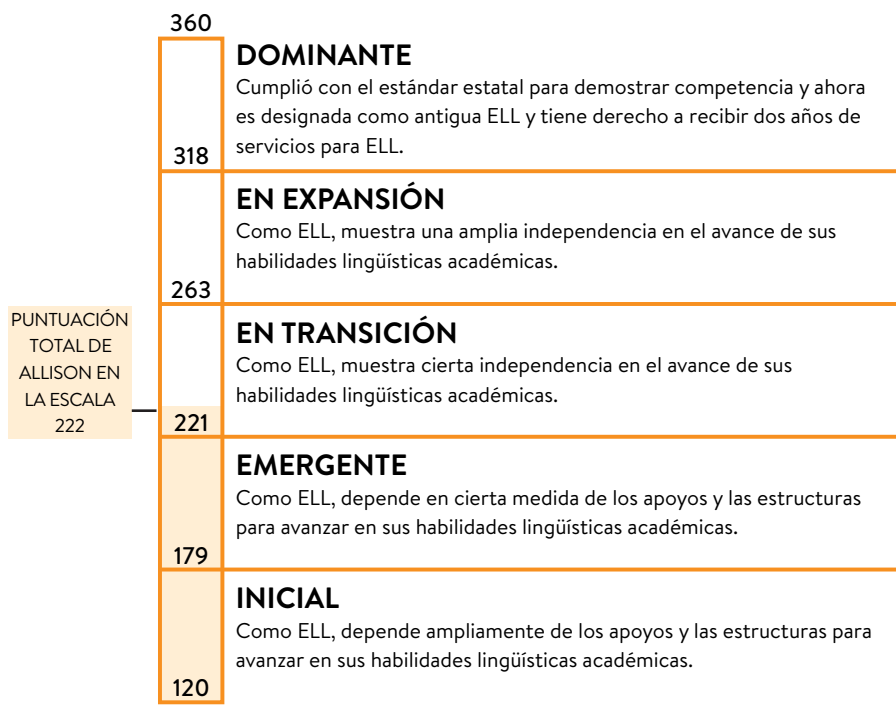 360
DOMINANTE
Cumplió con el estándar estatal para demostrar competencia y ahora
es designada como antigua ELL y tiene derecho a recibir dos años de
servicios para ELL.
318
EN EXPANSIÓN
Como ELL, muestra una amplia independencia en el avance de sus
habilidades lingüísticas académicas.
263
PUNTUACIÓN
TOTAL DE
ALLISON EN
LA ESCALA
222
EN TRANSICIÓN
Como ELL, muestra cierta independencia en el avance de sus
habilidades lingüísticas académicas.
221
EMERGENTE
Como ELL, depende en cierta medida de los apoyos y las estructuras
para avanzar en sus habilidades lingüísticas académicas.
179
INICIAL
Como ELL, depende ampliamente de los apoyos y las estructuras para
avanzar en sus habilidades lingüísticas académicas.
120